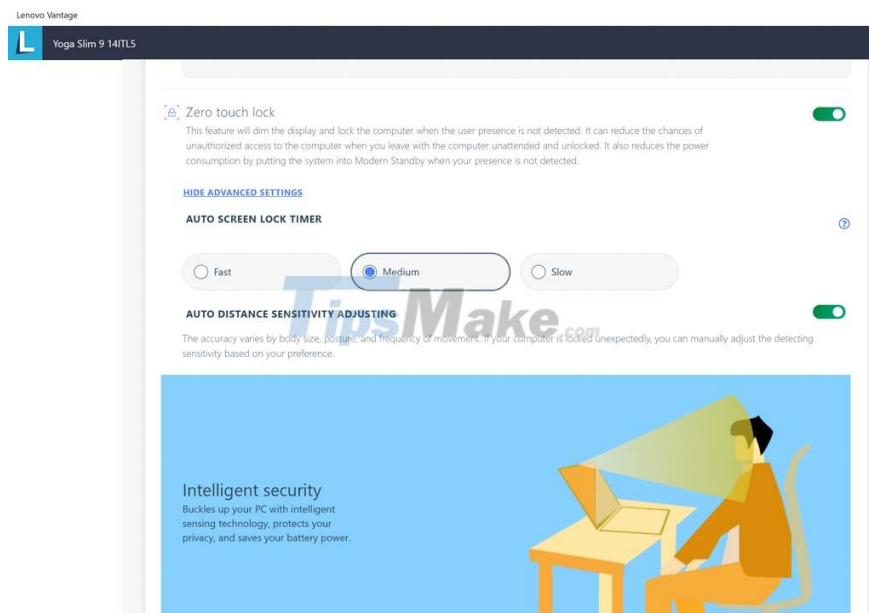 Lenovo Vantage
L Yoga Slim 9 14ITL5
Zero touch lock
This feature will dim the display and lock the computer when the user presence is not detected. It can reduce the chances of
unauthorized access to the computer when you leave with the computer unattended and unlocked. It also reduces the power
consumption by putting the system into Modern Standby when your presence is not detected.
HIDE ADVANCED SETTINGS
AUTO SCREEN LOCK TIMER
?
Fast
Medium
Slow
TipsMake.com
AUTO DISTANCE SENSITIVITY ADJUSTING
The accuracy varies by body size, posture, and frequency of movement. If your computer is locked unexpectedly, you can manually adjust the detecting
sensitivity based on your preference.
Intelligent security
Buckles up your PC with intelligent
sensing technology, protects your
privacy, and saves your battery power.